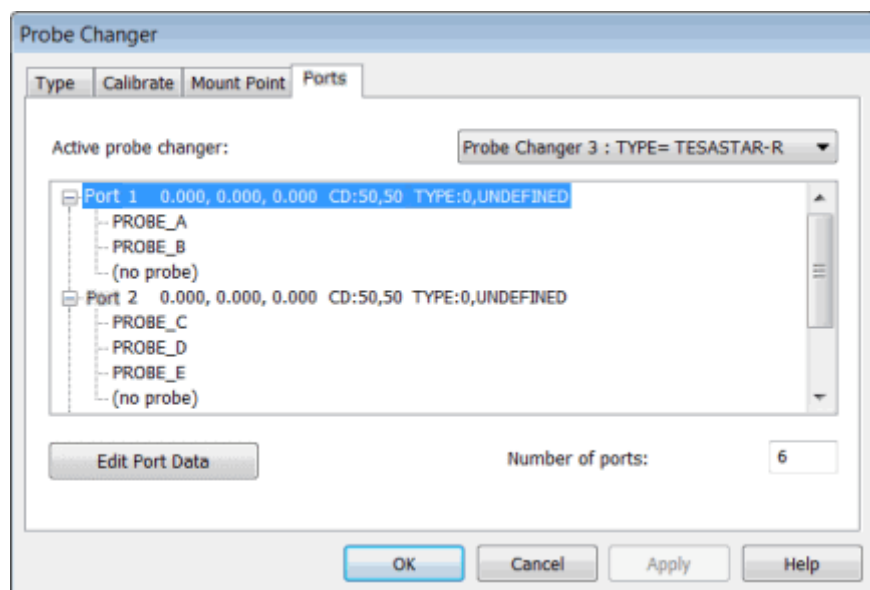 Probe Changer
Type Calibrate Mount Point Ports
Active probe changer: Probe Changer 3 : TYPE= TESASTAR-R
Port 1 0.000, 0.000, 0.000 CD:50,50 TYPE:0,UNDEFINED
PROBE_A
PROBE_B
(no probe)
Port 2 0.000, 0.000, 0.000 CD:50,50 TYPE:0,UNDEFINED
PROBE_C
PROBE_D
PROBE_E
(no probe)
Edit Port Data Number of ports: 6
OK Cancel Apply Help